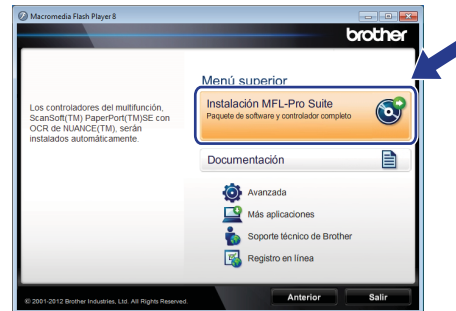 Macromedia Flash Player 8
brother
Menú superior
Instalación MFL-Pro Suite
Paquete de software y controlador completo
Los controladores del multifunción,
ScanSoft(TM) PaperPort(TM)SE con
OCR de NUANCE(TM), serán
instalados automáticamente.
Documentación
Avanzada
Más aplicaciones
Soporte técnico de Brother
Registro en línea
© 2001-2012 Brother Industries, Ltd. All Rights Reserved.
Anterior
Salir